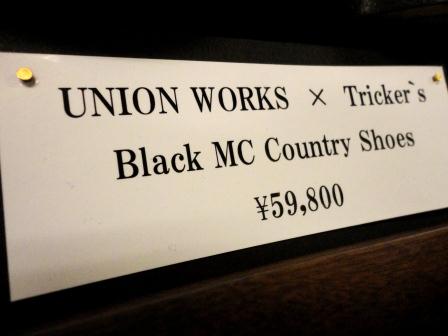 UNION WORKS × Tricker`s
Black MC Country Shoes
¥59,800